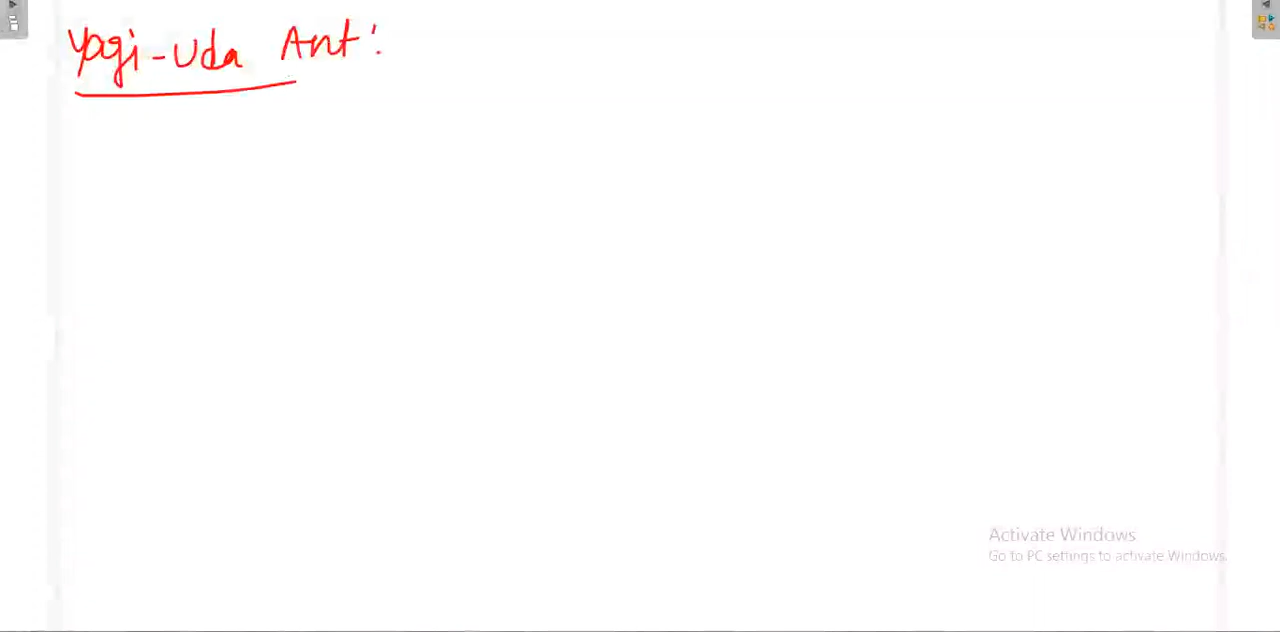 Yagi-Uda Ant:
Activate Windows
Go to PC settings to activate Windows.